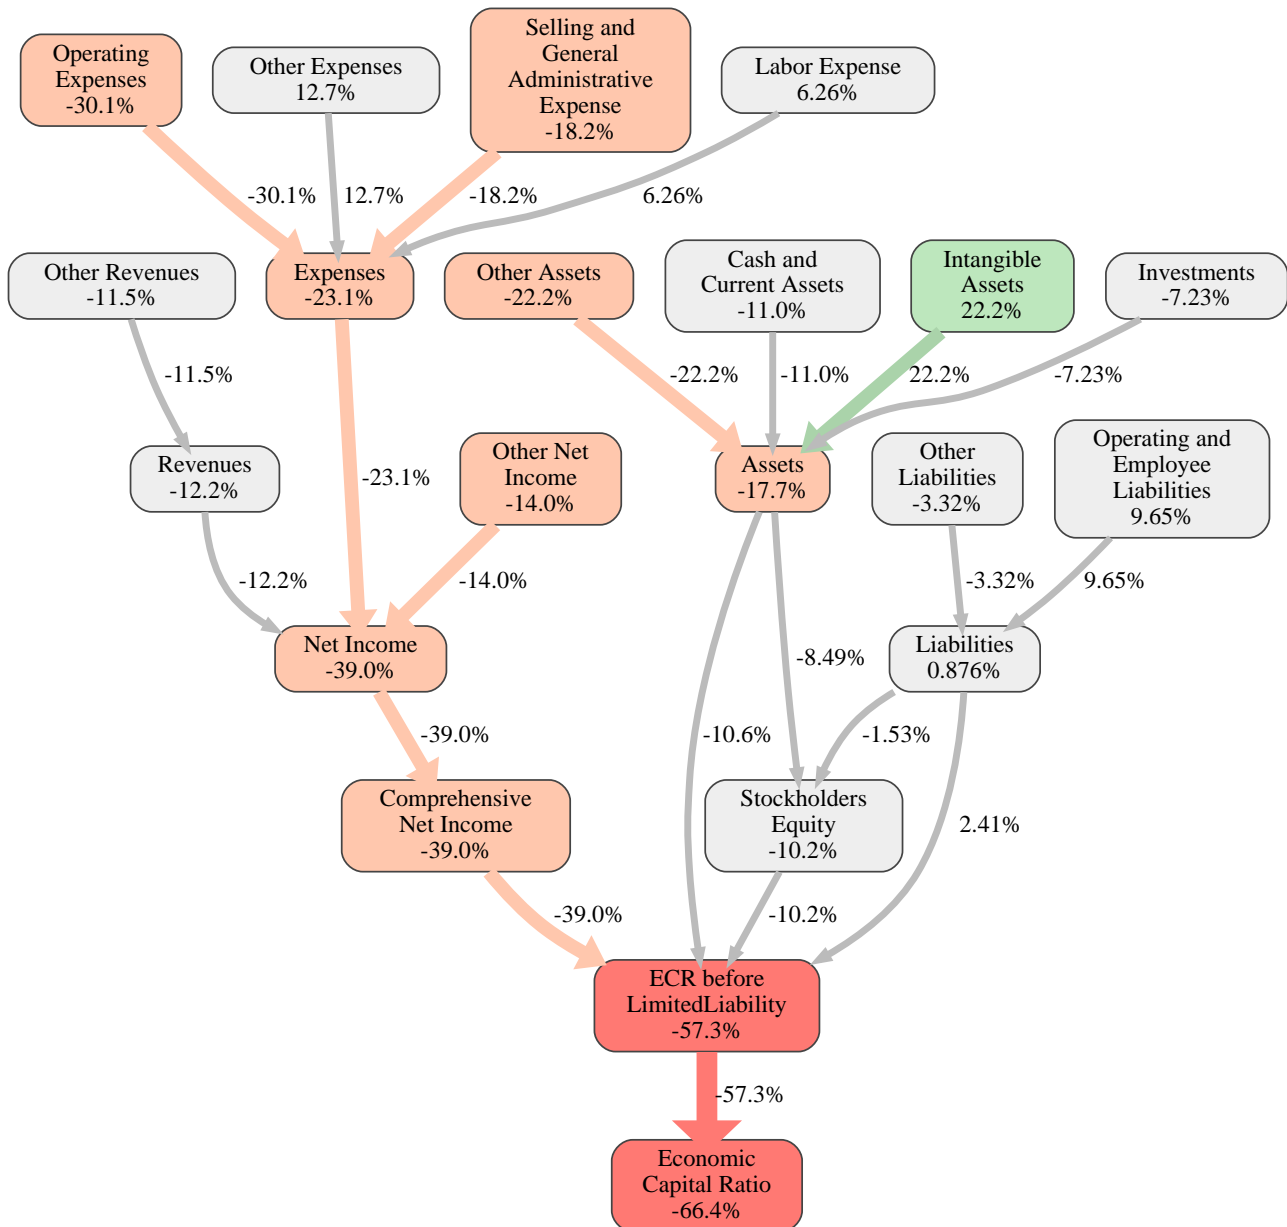 Operating
Expenses
-30.1%
Other Expenses
12.7%
Selling and
General
Administrative
Expense
-18.2%
Labor Expense
6.26%
-30.1%
12.7%
-18.2%
6.26%
Other Revenues
-11.5%
Expenses
-23.1%
Other Assets
-22.2%
Cash and
Current Assets
-11.0%
Intangible
Assets
22.2%
Investments
-7.23%
-11.5%
-22.2%
-11.0%
22.2%
-7.23%
Revenues
-12.2%
-23.1%
Other Net
Income
-14.0%
Assets
-17.7%
Other
Liabilities
-3.32%
Operating and
Employee
Liabilities
9.65%
-12.2%
-14.0%
-3.32%
9.65%
Net Income
-39.0%
-8.49%
Liabilities
0.876%
-39.0%
-10.6%
-1.53%
Comprehensive
Net Income
-39.0%
Stockholders
Equity
-10.2%
2.41%
-39.0%
-10.2%
ECR before
LimitedLiability
-57.3%
-57.3%
Economic
Capital Ratio
-66.4%